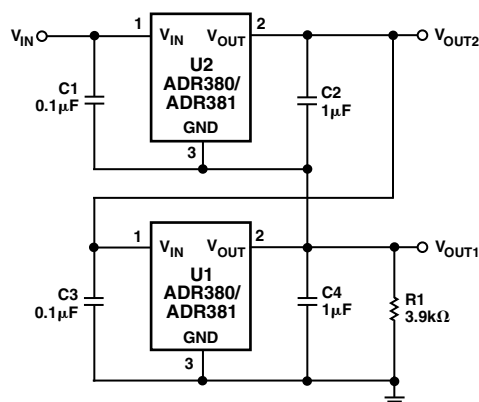 VIN
1
VIN
VOUT
2
VOUT2
U2
ADR380/
ADR381
C1
0.1μF
C2
1μF
GND
3
1
VIN
VOUT
2
VOUT1
U1
ADR380/
ADR381
C3
0.1μF
C4
1μF
R1
3.9kΩ
GND
3